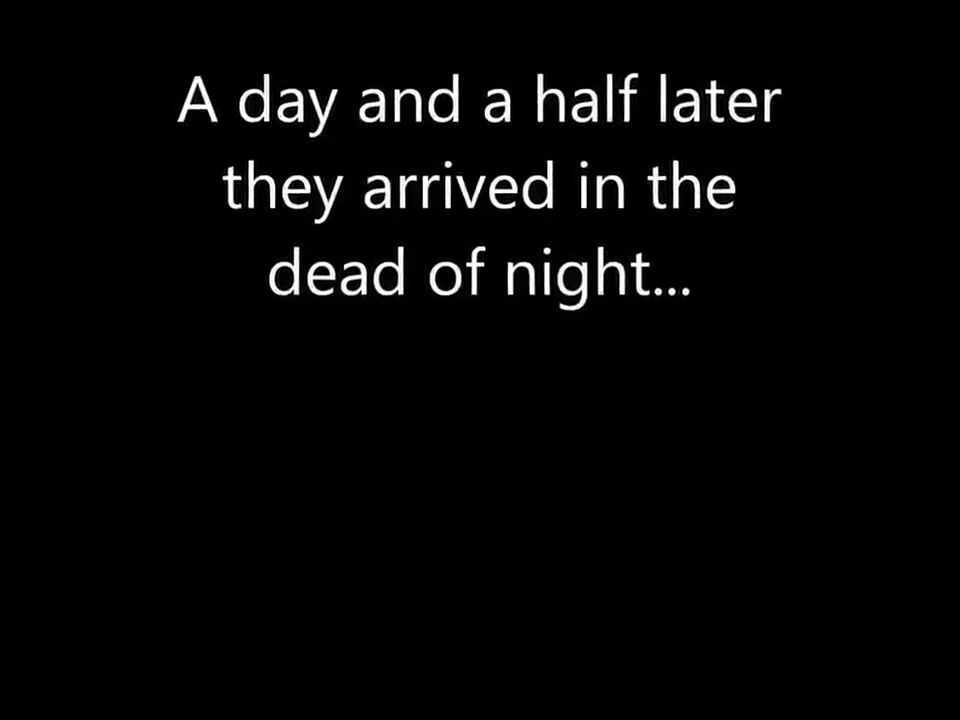 A day and a half later
they arrived in the
dead of night...